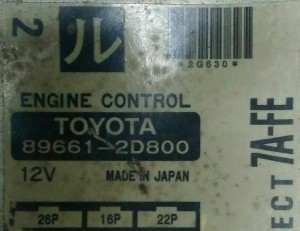 2 ル
2G630
ENGINE CONTROL
TOYOTA
89661-2D800
12V MADE IN JAPAN
26P 16P 22P
ECT 7A-FE